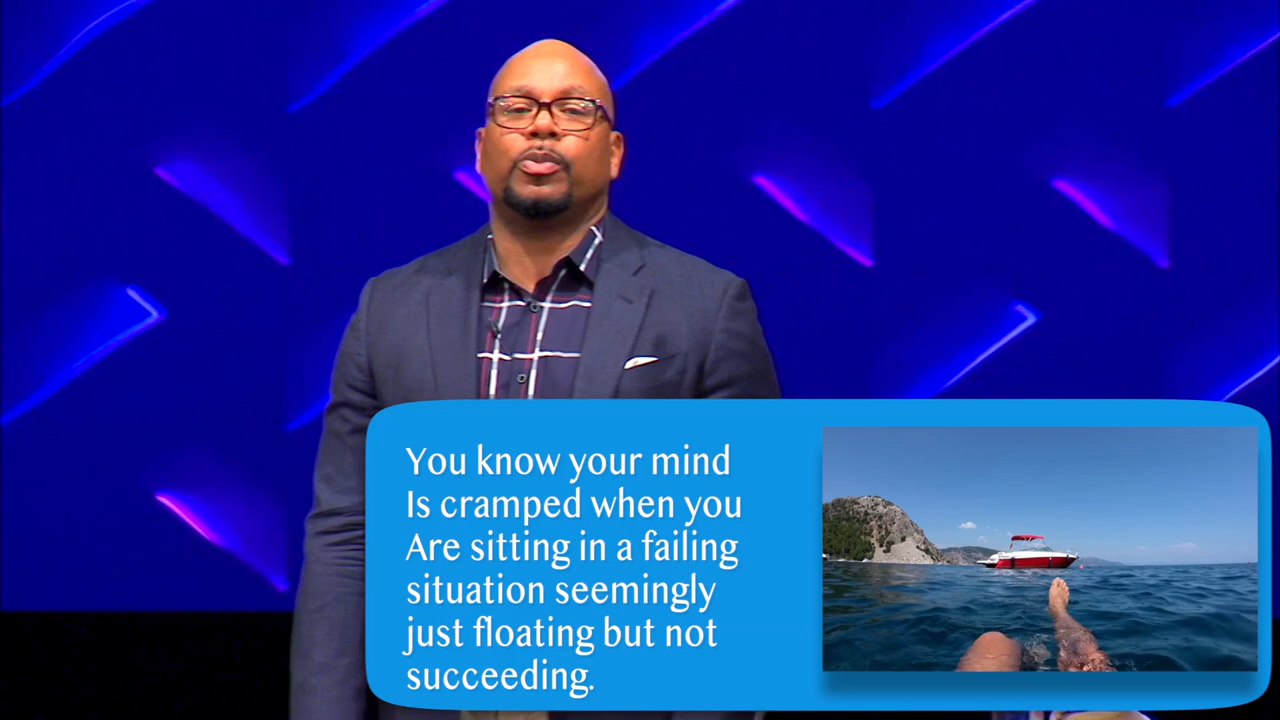 You know your mind
Is cramped when you
Are sitting in a failing
situation seemingly
just floating but not
succeeding.